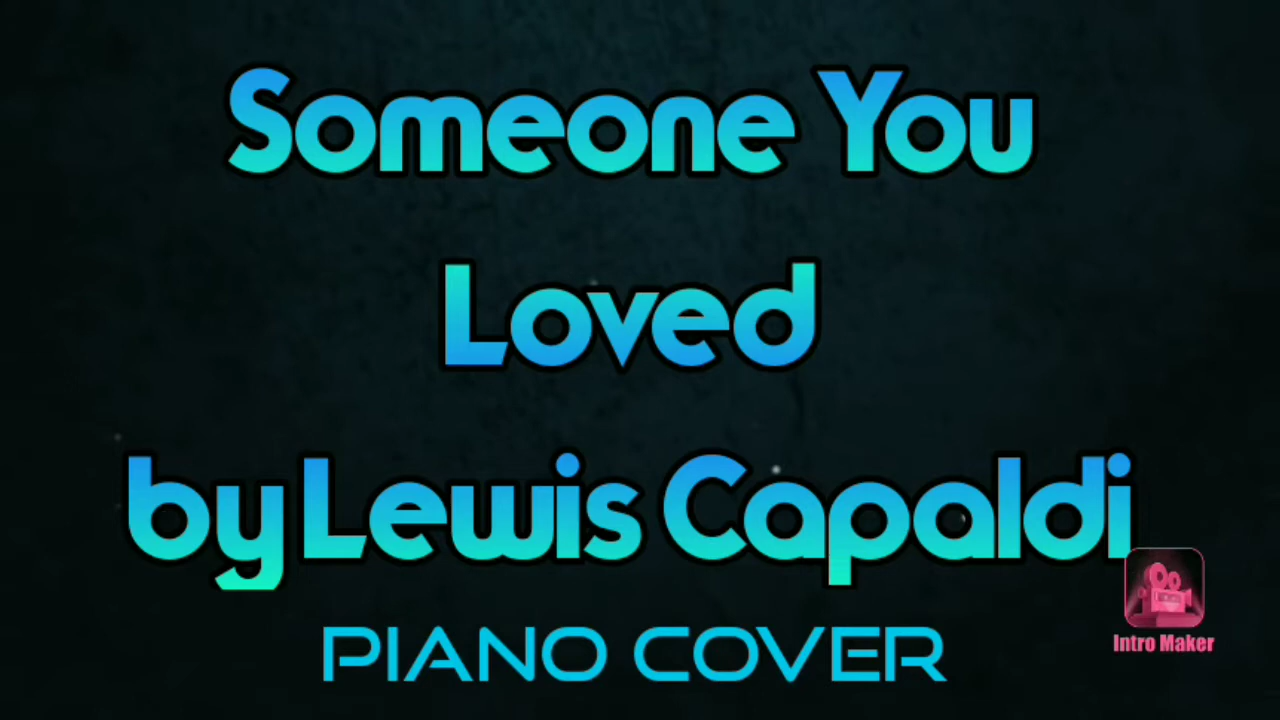 Someone You
Loved
by Lewis Capaldi
PIANO COVER
Intro Maker